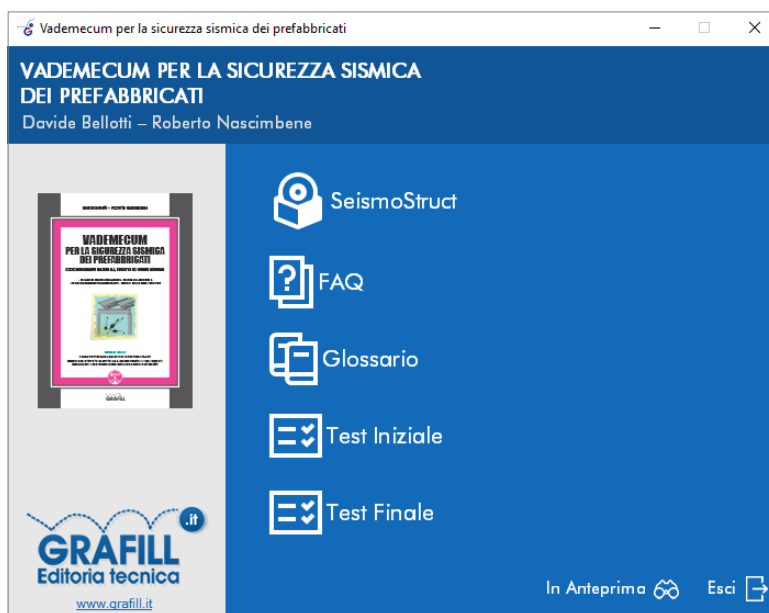 Vademecum per la sicurezza sismica dei prefabbricati
VADEMECUM PER LA SICUREZZA SISMICA
DEI PREFABBRICATI
Davide Bellotti – Roberto Nascimbene
VADEMECUM
PER LA SICUREZZA SISMICA
DEI PREFABBRICATI
GRAFILL
SeismoStruct
FAQ
Glossario
Test Iniziale
Test Finale
.it
GRAFILL
Editoria tecnica
www.grafill.it
In Anteprima
Esci